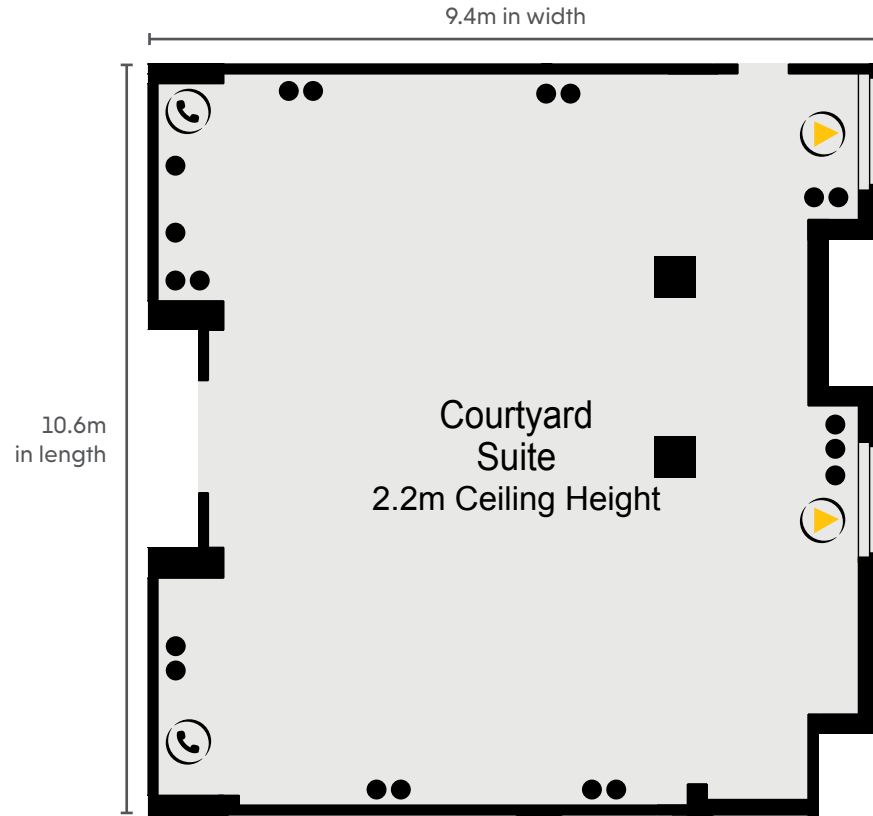 9.4m in width
10.6m
in length
Courtyard
Suite
2.2m Ceiling Height